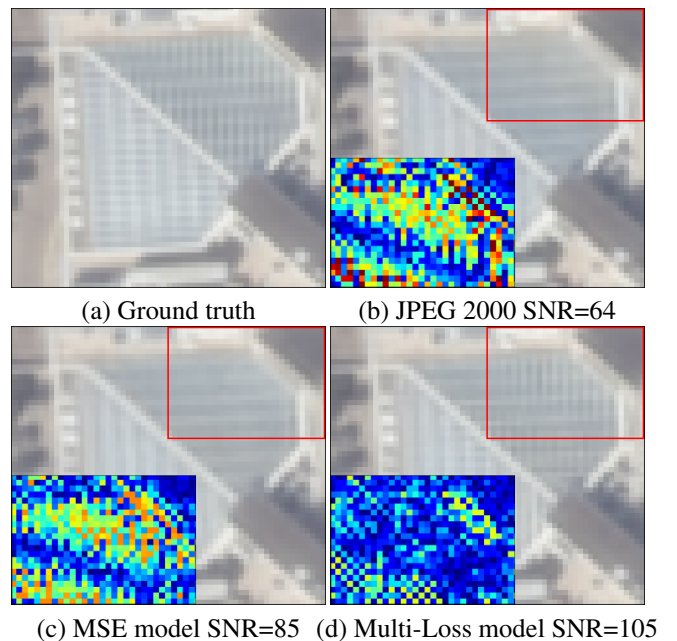 (a) Ground truth
(b) JPEG 2000 SNR=64
(c) MSE model SNR=85
(d) Multi-Loss model SNR=105